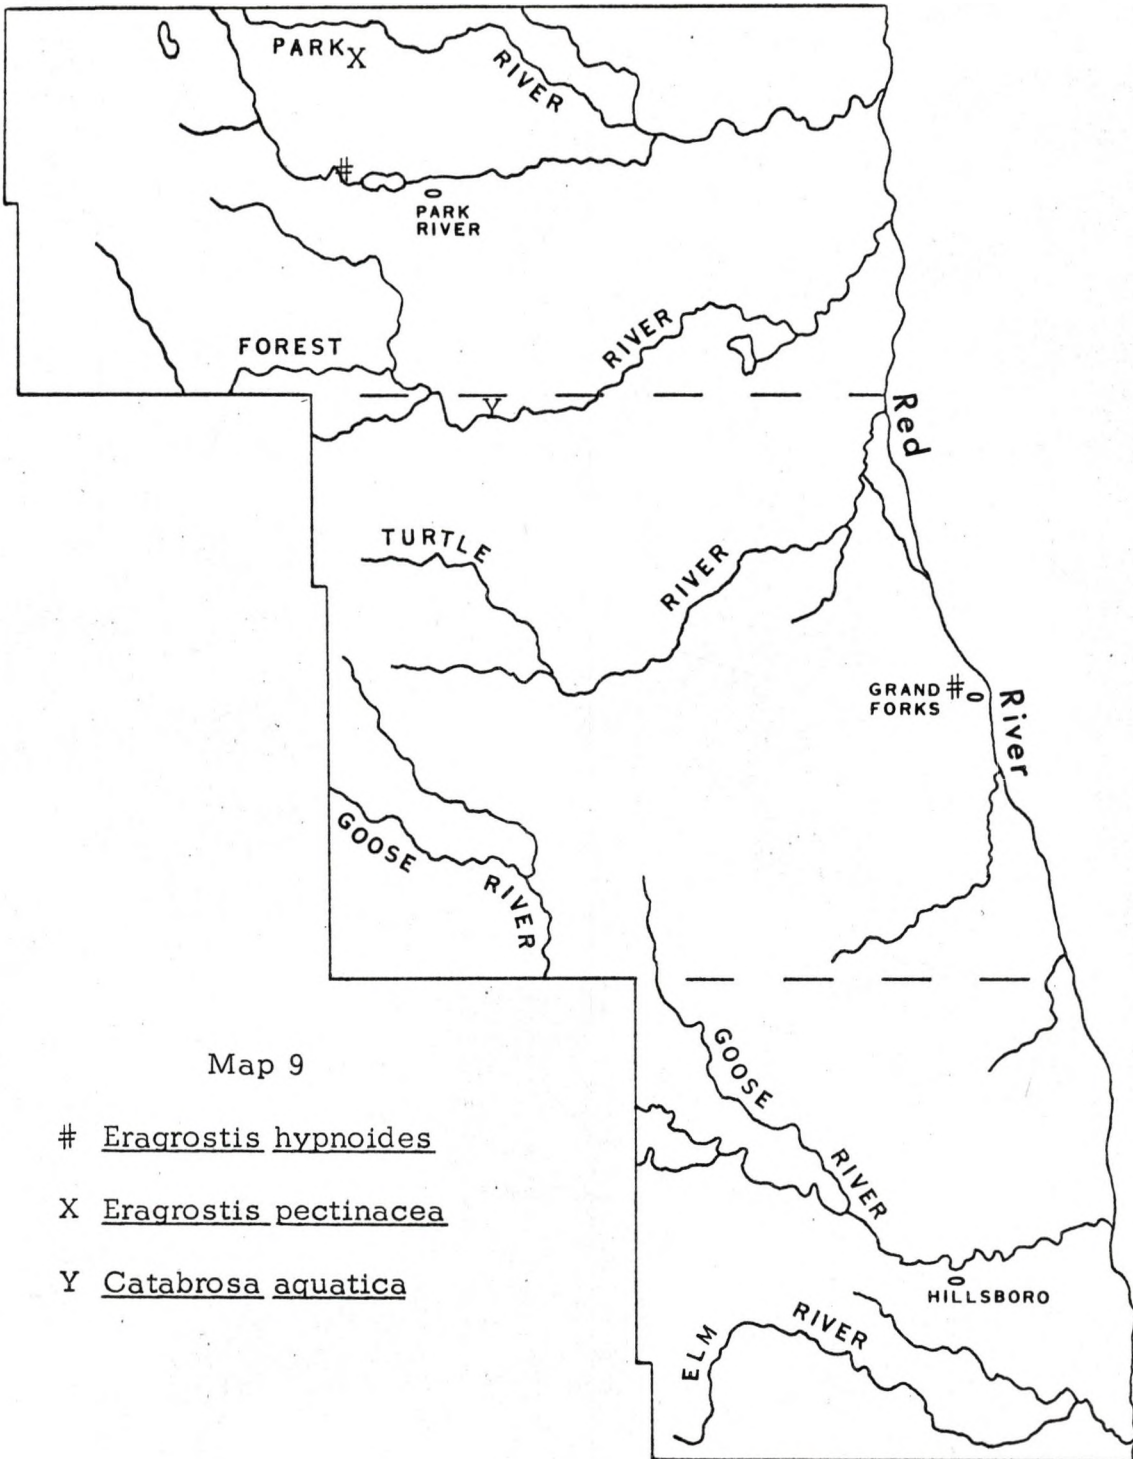 PARK X
RIVER
#
PARK
RIVER
FOREST
RIVER
Y
Red
TURTLE
RIVER
GRAND #
FORKS
River
GOOSE
RIVER
GOOSE
RIVER
HILLSBORO
ELM
RIVER
Map 9
# Eragrostis hypnoides
X Eragrostis pectinacea
Y Catabrosa aquatica